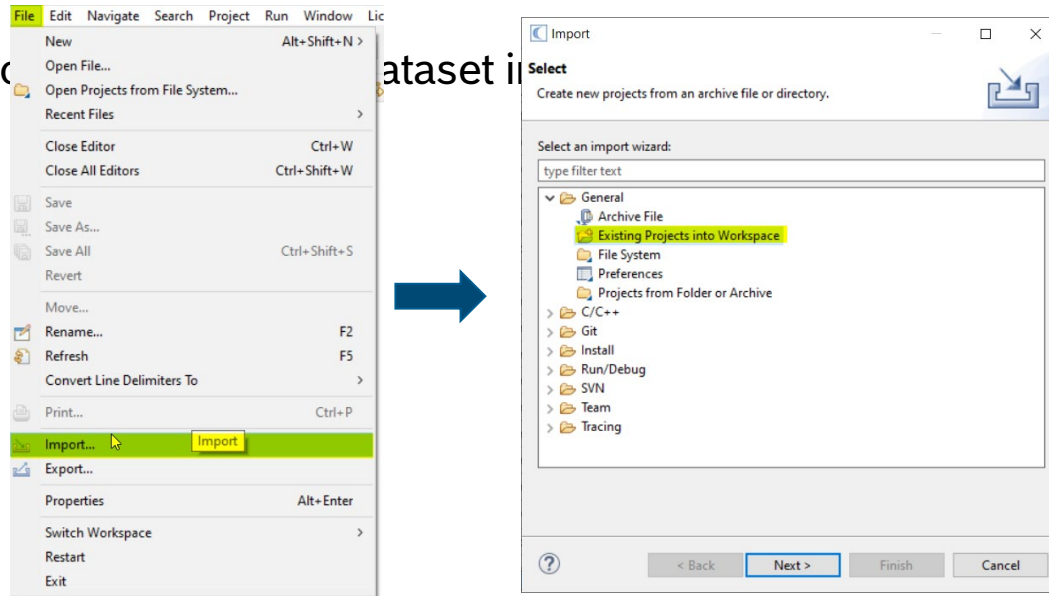 File Edit Navigate Search Project Run Window
New Alt+Shift+N >
Open File...
Open Projects from File System...
Recent Files >
Close Editor Ctrl+W
Close All Editors Ctrl+Shift+W
Save
Save As...
Save All Ctrl+Shift+S
Revert
Move...
Rename... F2
Refresh F5
Convert Line Delimiters To >
Print... Ctrl+P
Import... Import
Export...
Properties Alt+Enter
Switch Workspace >
Restart
Exit
ataset
Import
Select
Create new projects from an archive file or directory.
Select an import wizard:
type filter text
General
Archive File
Existing Projects into Workspace
File System
Preferences
Projects from Folder or Archive
> C/C++
> Git
> Install
> Run/Debug
> SVN
> Team
> Tracing
? < Back Next > Finish Cancel